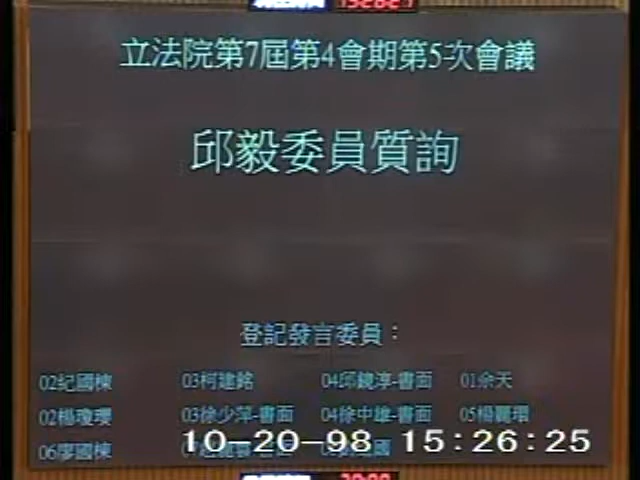 立法院第7屆第4會期第5次會議
邱毅委員質詢
登記發言委員：
02紀國棟 03柯建銘 04邱鏡淳-書面 01余天
02楊瓊瓔 03徐少萍-書面 04徐中雄-書面 05楊麗環
06廖國棟
10-20-98 15:26:25